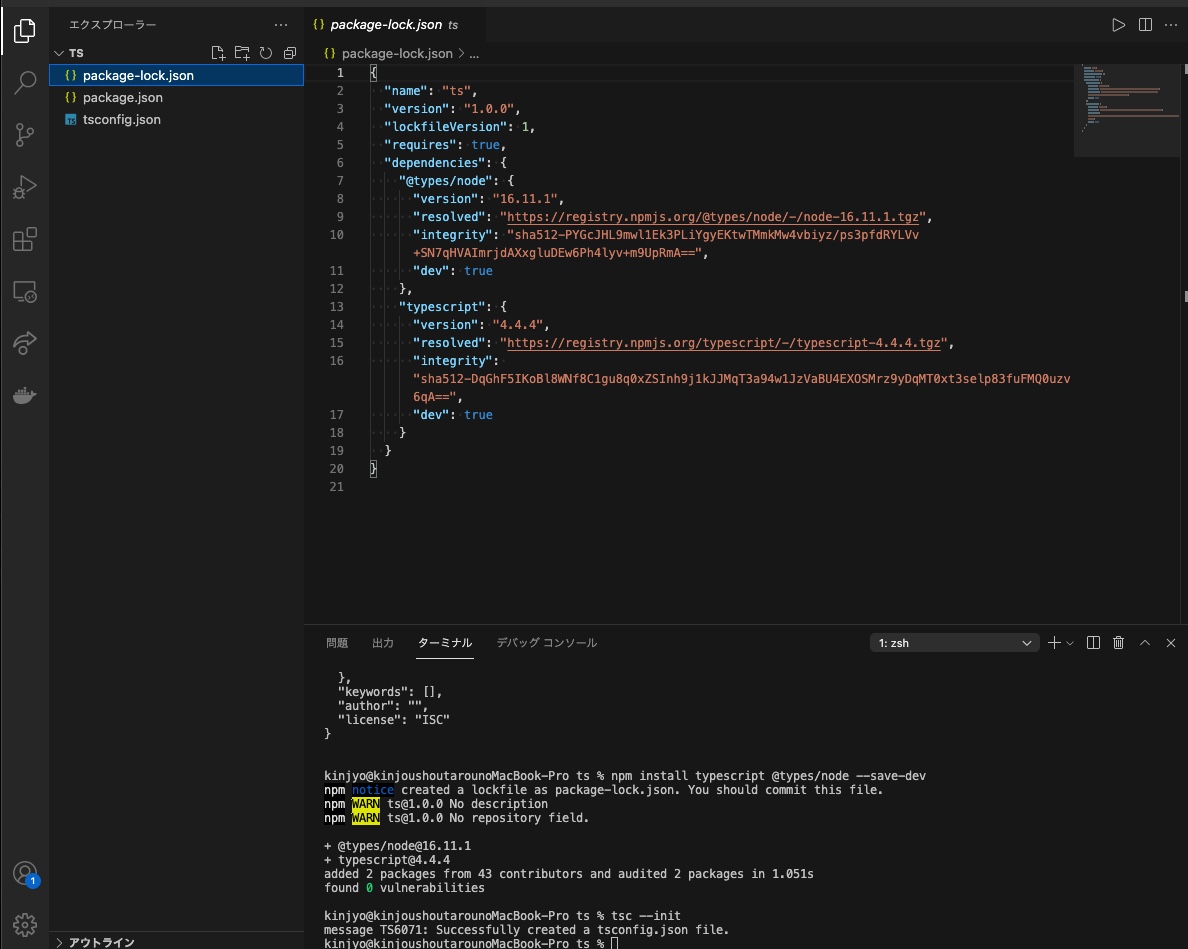 エクスプローラー
TS
package-lock.json
package.json
tsconfig.json
アウトライン
1
package-lock.json ts
package-lock.json > ...
1 {
2 "name": "ts",
3 "version": "1.0.0",
4 "lockfileVersion": 1,
5 "requires": true,
6 "dependencies": {
7 "@types/node": {
8 "version": "16.11.1",
9 "resolved": "https://registry.npmjs.org/@types/node/-/node-16.11.1.tgz",
10 "integrity": "sha512-PYGcJHL9mwl1Ek3PLiYgyEKtwTMmkMw4vbiyz/ps3pfdRYLVv
+SN7qHVAImrjdAXxgluDEw6Ph4lyv+m9UpRmA==",
11 "dev": true
12 },
13 "typescript": {
14 "version": "4.4.4",
15 "resolved": "https://registry.npmjs.org/typescript/-/typescript-4.4.4.tgz",
16 "integrity":
"sha512-DqGhF5IKoBl8WNf8C1gu8q0xZSInh9j1kJJMqT3a94w1JzVaBU4EXOSMrz9yDqMT0xt3selp83fuFMQ0uzv
6qA==",
17 "dev": true
18 }
19 }
20 }
21
問題 出力 ターミナル デバッグ コンソール 1: zsh
},
"keywords": [],
"author": "",
"license": "ISC"
}
kinjyo@kinjoushoutarounoMacBook-Pro ts % npm install typescript @types/node --save-dev
npm notice created a lockfile as package-lock.json. You should commit this file.
npm WARN ts@1.0.0 No description
npm WARN ts@1.0.0 No repository field.
+ @types/node@16.11.1
+ typescript@4.4.4
added 2 packages from 43 contributors and audited 2 packages in 1.051s
found 0 vulnerabilities
kinjyo@kinjoushoutarounoMacBook-Pro ts % tsc --init
message TS6071: Successfully created a tsconfig.json file.
kinjyo@kinjoushoutarounoMacBook-Pro ts %